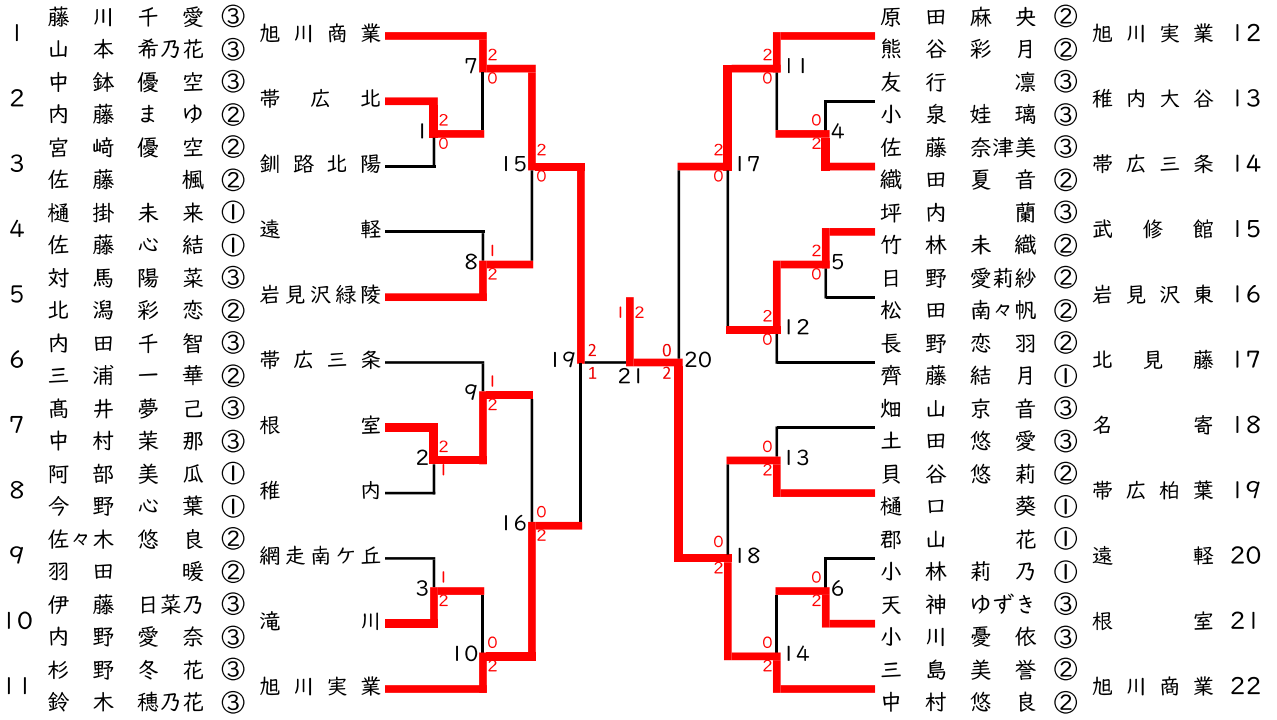 1 藤川千愛③ 山本希乃花③ 旭川商業
2 中鉢優空③ 内藤まゆ② 帯広北
3 宮﨑優空② 佐藤楓② 釧路北陽
4 樋掛未来① 佐藤心結① 遠軽
5 対馬陽菜③ 北潟彩恋② 岩見沢緑陵
6 内田千智③ 三浦一華② 帯広三条
7 髙井夢己③ 中村茉那③ 根室
8 阿部美瓜① 今野心葉① 稚内
9 佐々木悠良② 羽田暖② 網走南ケ丘
10 伊藤日菜乃③ 内野愛奈③ 滝川
11 杉野冬花③ 鈴木穂乃花③ 旭川実業
原田麻央② 熊谷彩月② 旭川実業 12
友行凛③ 小泉娃璃③ 稚内大谷 13
佐藤奈津美③ 織田夏音② 帯広三条 14
坪内蘭③ 竹林未織② 武修館 15
日野愛莉紗② 松田南々帆② 岩見沢東 16
長野恋羽② 齊藤結月① 北見藤 17
畑山京音③ 土田悠愛③ 名寄 18
貝谷悠莉② 樋口葵① 帯広柏葉 19
郡山花① 小林莉乃① 遠軽 20
天神ゆずき③ 小川憂依③ 根室 21
三島美誉② 中村悠良② 旭川商業 22
1 2 0
2 2 1
3 1 2
4 0 2
5 2 0
6 0 2
7 2 0
8 1 2
9 1 2
10 0 2
11 2 0
12 2 0
13 0 2
14 0 2
15 2 0
16 0 2
17 2 0
18 0 2
19 2 1
20 0 2
21 1 2